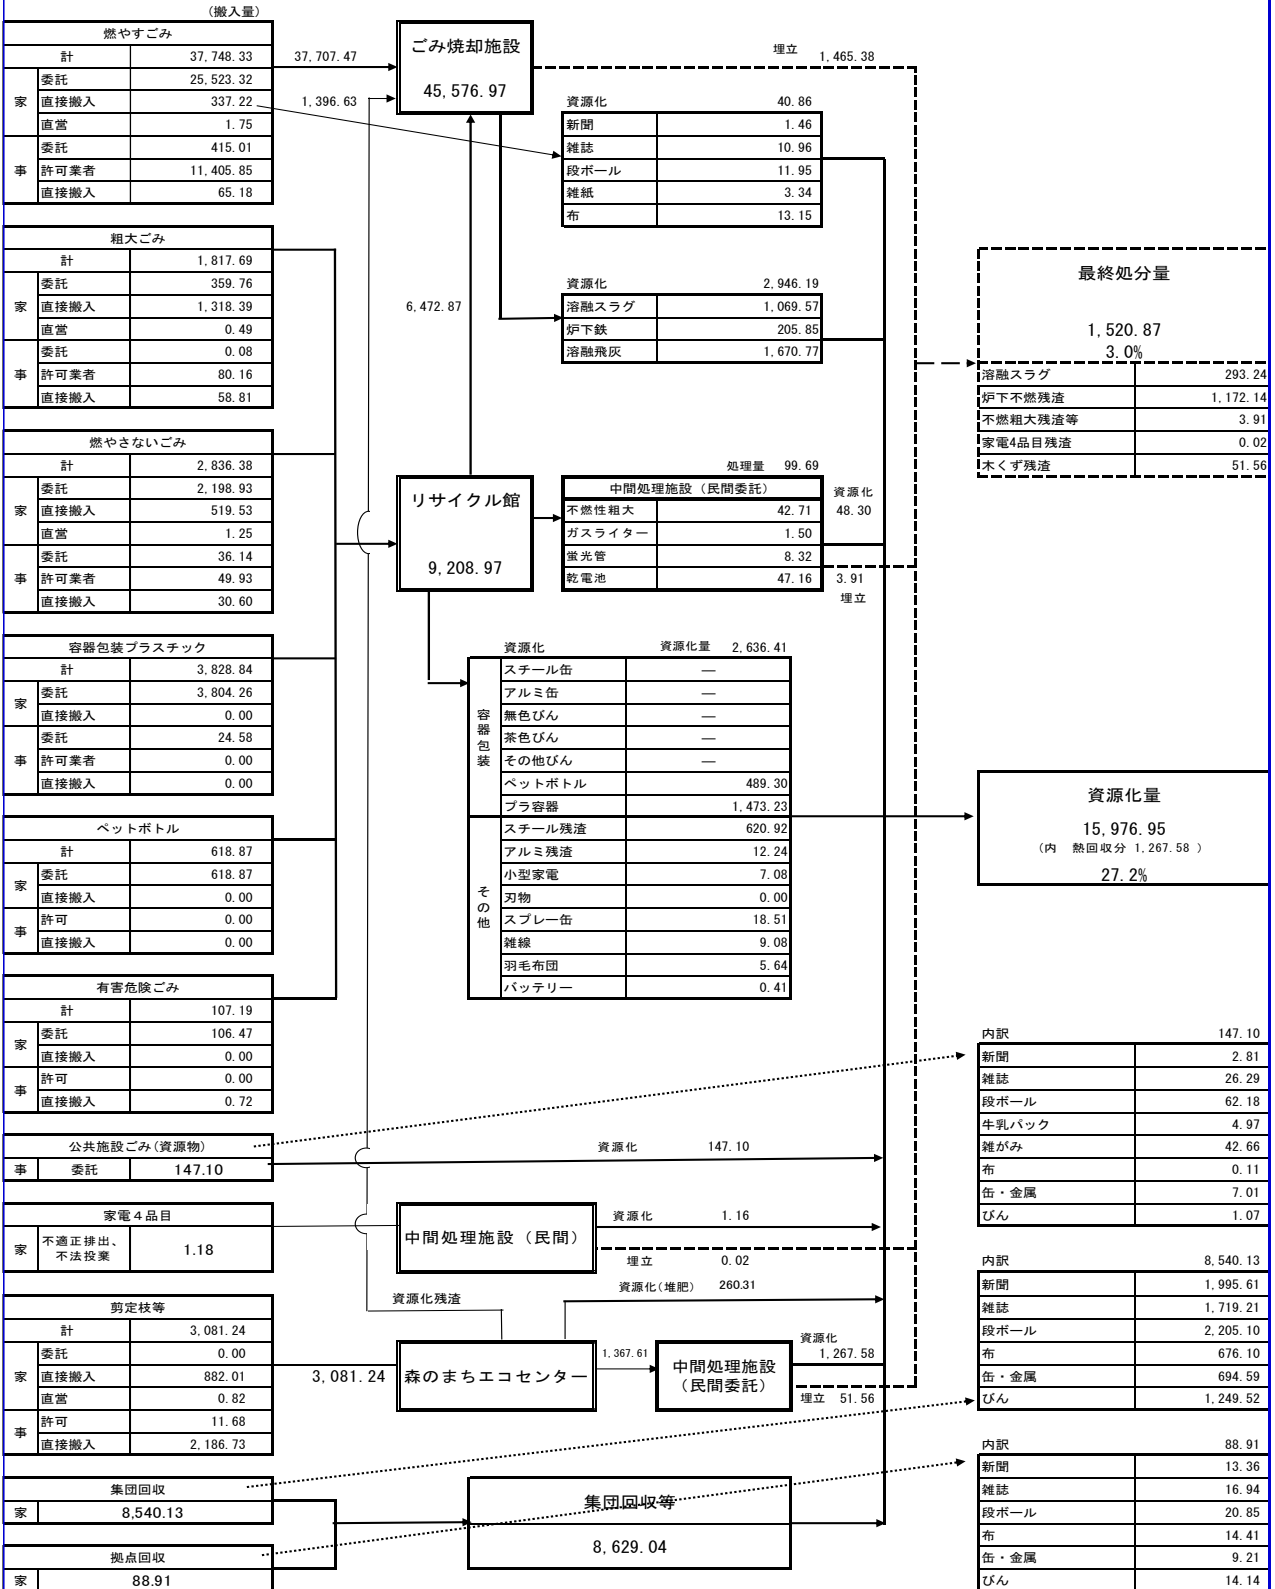 (搬入量)
燃やすごみ
計 37,748.33
家 委託 25,523.32
直接搬入 337.22
直営 1.75
事 委託 415.01
許可業者 11,405.85
直接搬入 65.18
粗大ごみ
計 1,817.69
家 委託 359.76
直接搬入 1,318.39
直営 0.49
事 委託 0.08
許可業者 80.16
直接搬入 58.81
燃やさないごみ
計 2,836.38
家 委託 2,198.93
直接搬入 519.53
直営 1.25
事 委託 36.14
許可業者 49.93
直接搬入 30.60
容器包装プラスチック
計 3,828.84
家 委託 3,804.26
直接搬入 0.00
事 委託 24.58
許可業者 0.00
直接搬入 0.00
ペットボトル
計 618.87
家 委託 618.87
直接搬入 0.00
事 許可 0.00
直接搬入 0.00
有害危険ごみ
計 107.19
家 委託 106.47
直接搬入 0.00
事 許可 0.00
直接搬入 0.72
公共施設ごみ(資源物)
事 委託 147.10
家電4品目
家 不適正排出、
不法投棄 1.18
剪定枝等
計 3,081.24
家 委託 0.00
直接搬入 882.01
直営 0.82
事 許可 11.68
直接搬入 2,186.73
集団回収
家 8,540.13
拠点回収
家 88.91
37,707.47
1,396.63
ごみ焼却施設
45,576.97
埋立
1,465.38
資源化 40.86
新聞 1.46
雑誌 10.96
段ボール 11.95
雑紙 3.34
布 13.15
資源化 2,946.19
溶融スラグ 1,069.57
炉下鉄 205.85
溶融飛灰 1,670.77
6,472.87
リサイクル館
9,208.97
処理量 99.69
中間処理施設(民間委託)
不燃性粗大 42.71
ガスライター 1.50
蛍光管 8.32
乾電池 47.16
資源化
48.30
3.91
埋立
資源化 資源化量 2,636.41
容器包装
スチール缶 ―
アルミ缶 ―
無色びん ―
茶色びん ―
その他びん ―
ペットボトル 489.30
プラ容器 1,473.23
その他
スチール残渣 620.92
アルミ残渣 12.24
小型家電 7.08
刃物 0.00
スプレー缶 18.51
雑線 9.08
羽毛布団 5.64
バッテリー 0.41
資源化 147.10
中間処理施設(民間)
資源化 1.16
埋立 0.02
資源化(堆肥) 260.31
資源化残渣
3,081.24
森のまちエコセンター
1,367.61
中間処理施設
(民間委託)
資源化
1,267.58
埋立 51.56
集団回収等
8,629.04
最終処分量
1,520.87
3.0%
溶融スラグ 293.24
炉下不燃残渣 1,172.14
不燃粗大残渣等 3.91
家電4品目残渣 0.02
木くず残渣 51.56
資源化量
15,976.95
(内 熱回収分 1,267.58 )
27.2%
内訳 147.10
新聞 2.81
雑誌 26.29
段ボール 62.18
牛乳パック 4.97
雑がみ 42.66
布 0.11
缶・金属 7.01
びん 1.07
内訳 8,540.13
新聞 1,995.61
雑誌 1,719.21
段ボール 2,205.10
布 676.10
缶・金属 694.59
びん 1,249.52
内訳 88.91
新聞 13.36
雑誌 16.94
段ボール 20.85
布 14.41
缶・金属 9.21
びん 14.14